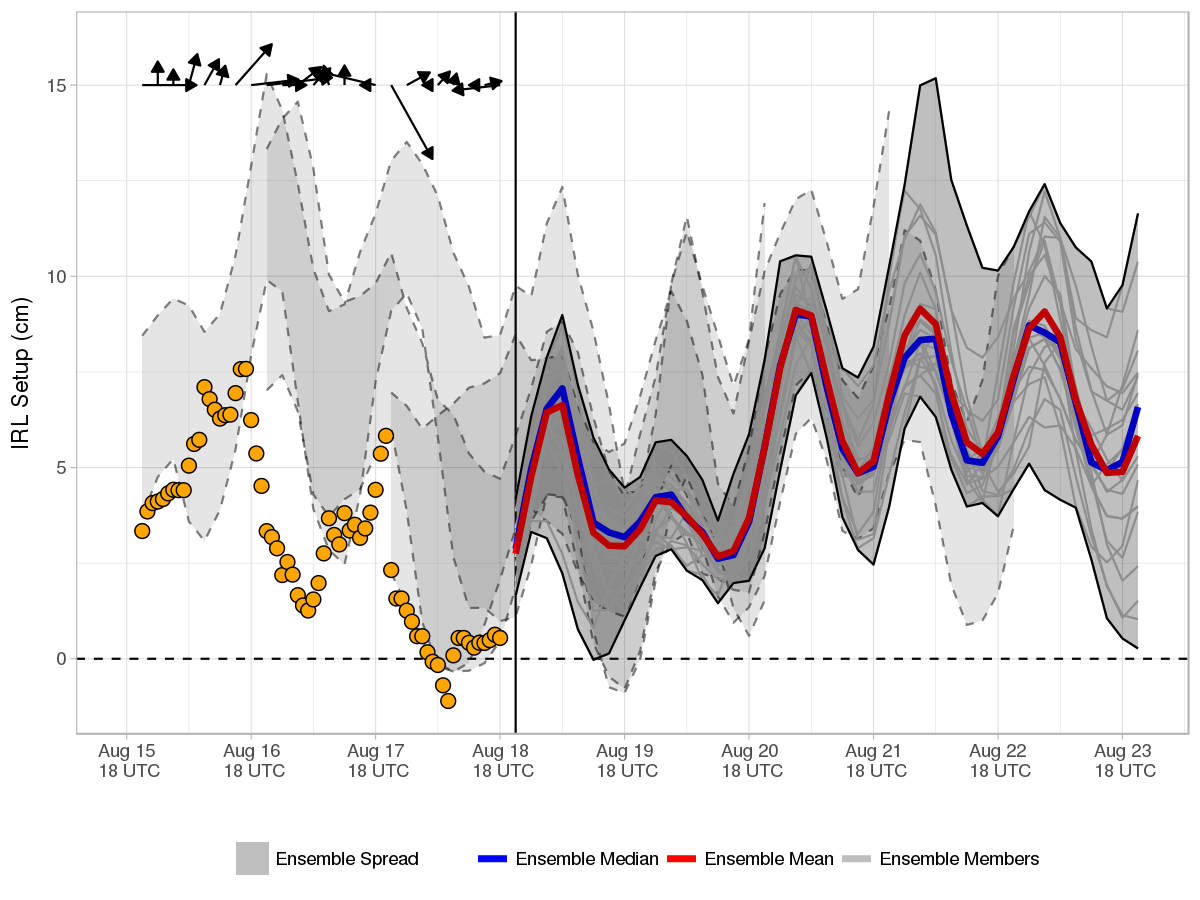 IRL Setup (cm)
15
10
5
0
Aug 15 Aug 16 Aug 17 Aug 18 Aug 19 Aug 20 Aug 21 Aug 22 Aug 23
18 UTC 18 UTC 18 UTC 18 UTC 18 UTC 18 UTC 18 UTC 18 UTC 18 UTC
Ensemble Spread Ensemble Median Ensemble Mean Ensemble Members